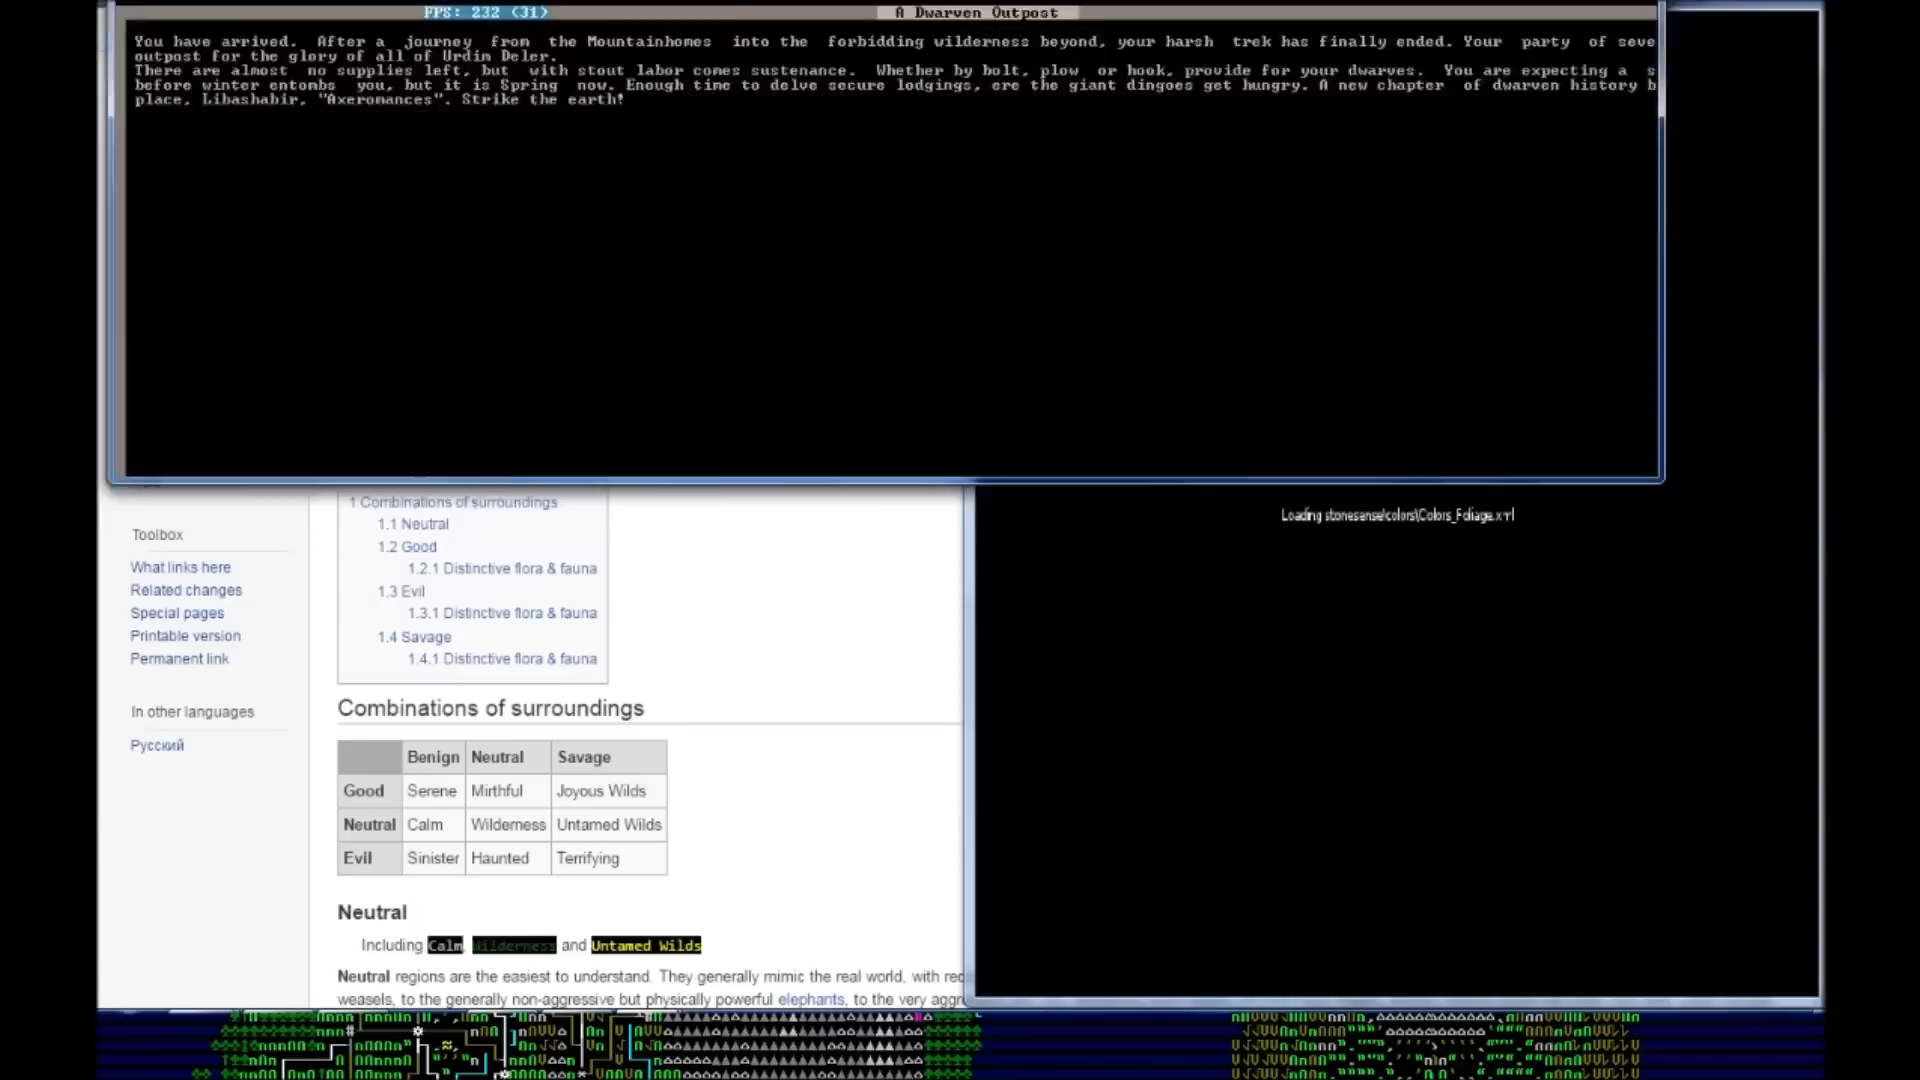 FPS: 232 (31)
A Dwarven Outpost
You have arrived. After a journey from the Mountainhomes into the forbidding wilderness beyond, your harsh trek has finally ended. Your party of seve
outpost for the glory of all of Urdim Deler.
There are almost no supplies left, but with stout labor comes sustenance. Whether by bolt, plow or hook, provide for your dwarves. You are expecting a s
before winter entombs you, but it is Spring now. Enough time to delve secure lodgings, ere the giant dingoes get hungry. A new chapter of dwarven history b
place, Libashabir, "Axeromances". Strike the earth!
Loading stonesense\colors\Colors_Foliage.xml
Toolbox
What links here
Related changes
Special pages
Printable version
Permanent link
In other languages
Русский
1 Combinations of surroundings
1.1 Neutral
1.2 Good
1.2.1 Distinctive flora & fauna
1.3 Evil
1.3.1 Distinctive flora & fauna
1.4 Savage
1.4.1 Distinctive flora & fauna
Combinations of surroundings
Benign Neutral Savage
Good Serene Mirthful Joyous Wilds
Neutral Calm Wilderness Untamed Wilds
Evil Sinister Haunted Terrifying
Neutral
Including Calm, Wilderness and Untamed Wilds
Neutral regions are the easiest to understand. They generally mimic the real world, with
weasels, to the generally non-aggressive but physically powerful elephants, to the very aggr